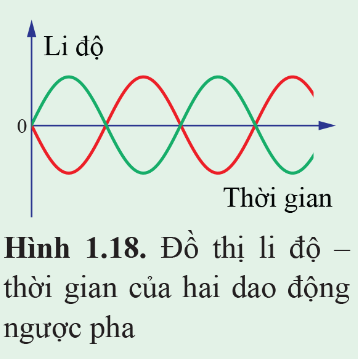 Li độ
0
Thời gian
Hình 1.18. Đồ thị li độ –
thời gian của hai dao động
ngược pha